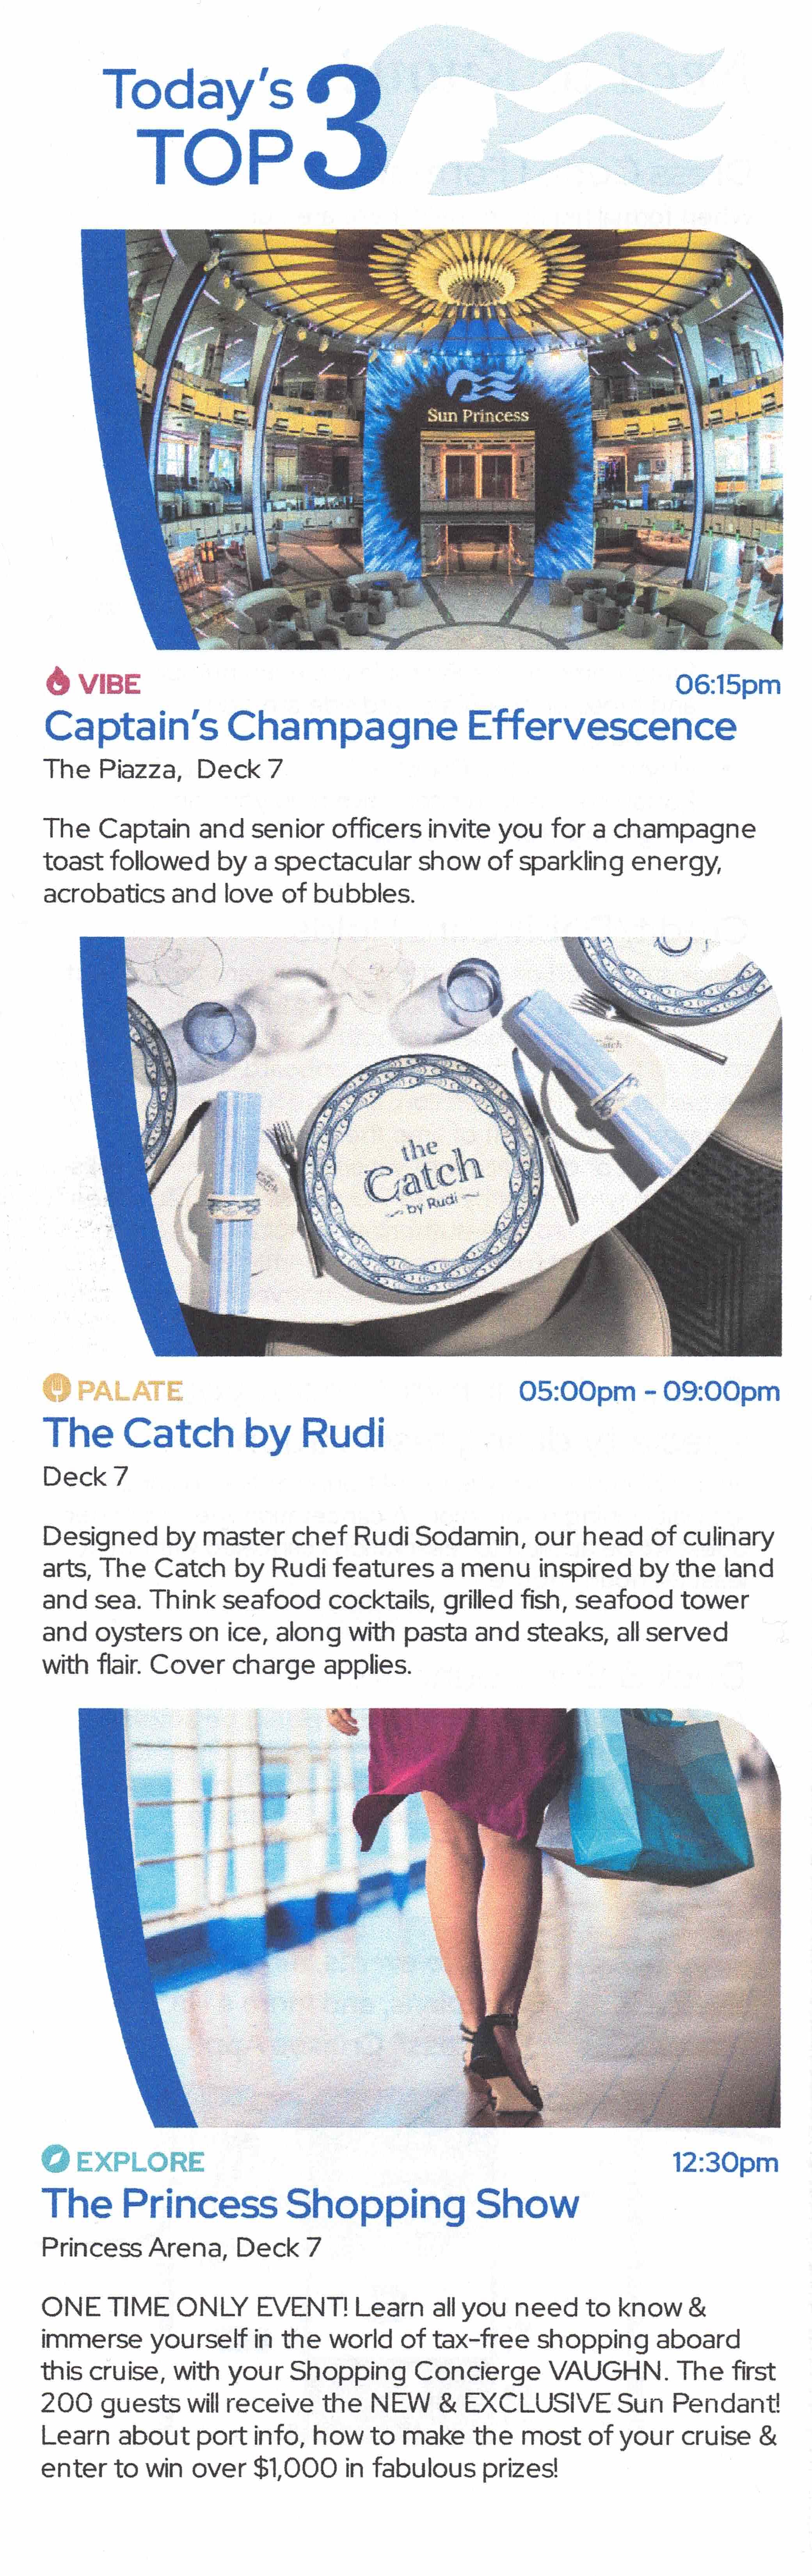 Today's
TOP 3
Sun Princess
VIBE
06:15pm
Captain's Champagne Effervescence
The Piazza, Deck 7
The Captain and senior officers invite you for a champagne
toast followed by a spectacular show of sparkling energy,
acrobatics and love of bubbles.
the
Catch
by Rudi
PALATE
05:00pm - 09:00pm
The Catch by Rudi
Deck 7
Designed by master chef Rudi Sodamin, our head of culinary
arts, The Catch by Rudi features a menu inspired by the land
and sea. Think seafood cocktails, grilled fish, seafood tower
and oysters on ice, along with pasta and steaks, all served
with flair. Cover charge applies.
EXPLORE
12:30pm
The Princess Shopping Show
Princess Arena, Deck 7
ONE TIME ONLY EVENT! Learn all you need to know &
immerse yourself in the world of tax-free shopping aboard
this cruise, with your Shopping Concierge VAUGHN. The first
200 guests will receive the NEW & EXCLUSIVE Sun Pendant!
Learn about port info, how to make the most of your cruise &
enter to win over $1,000 in fabulous prizes!